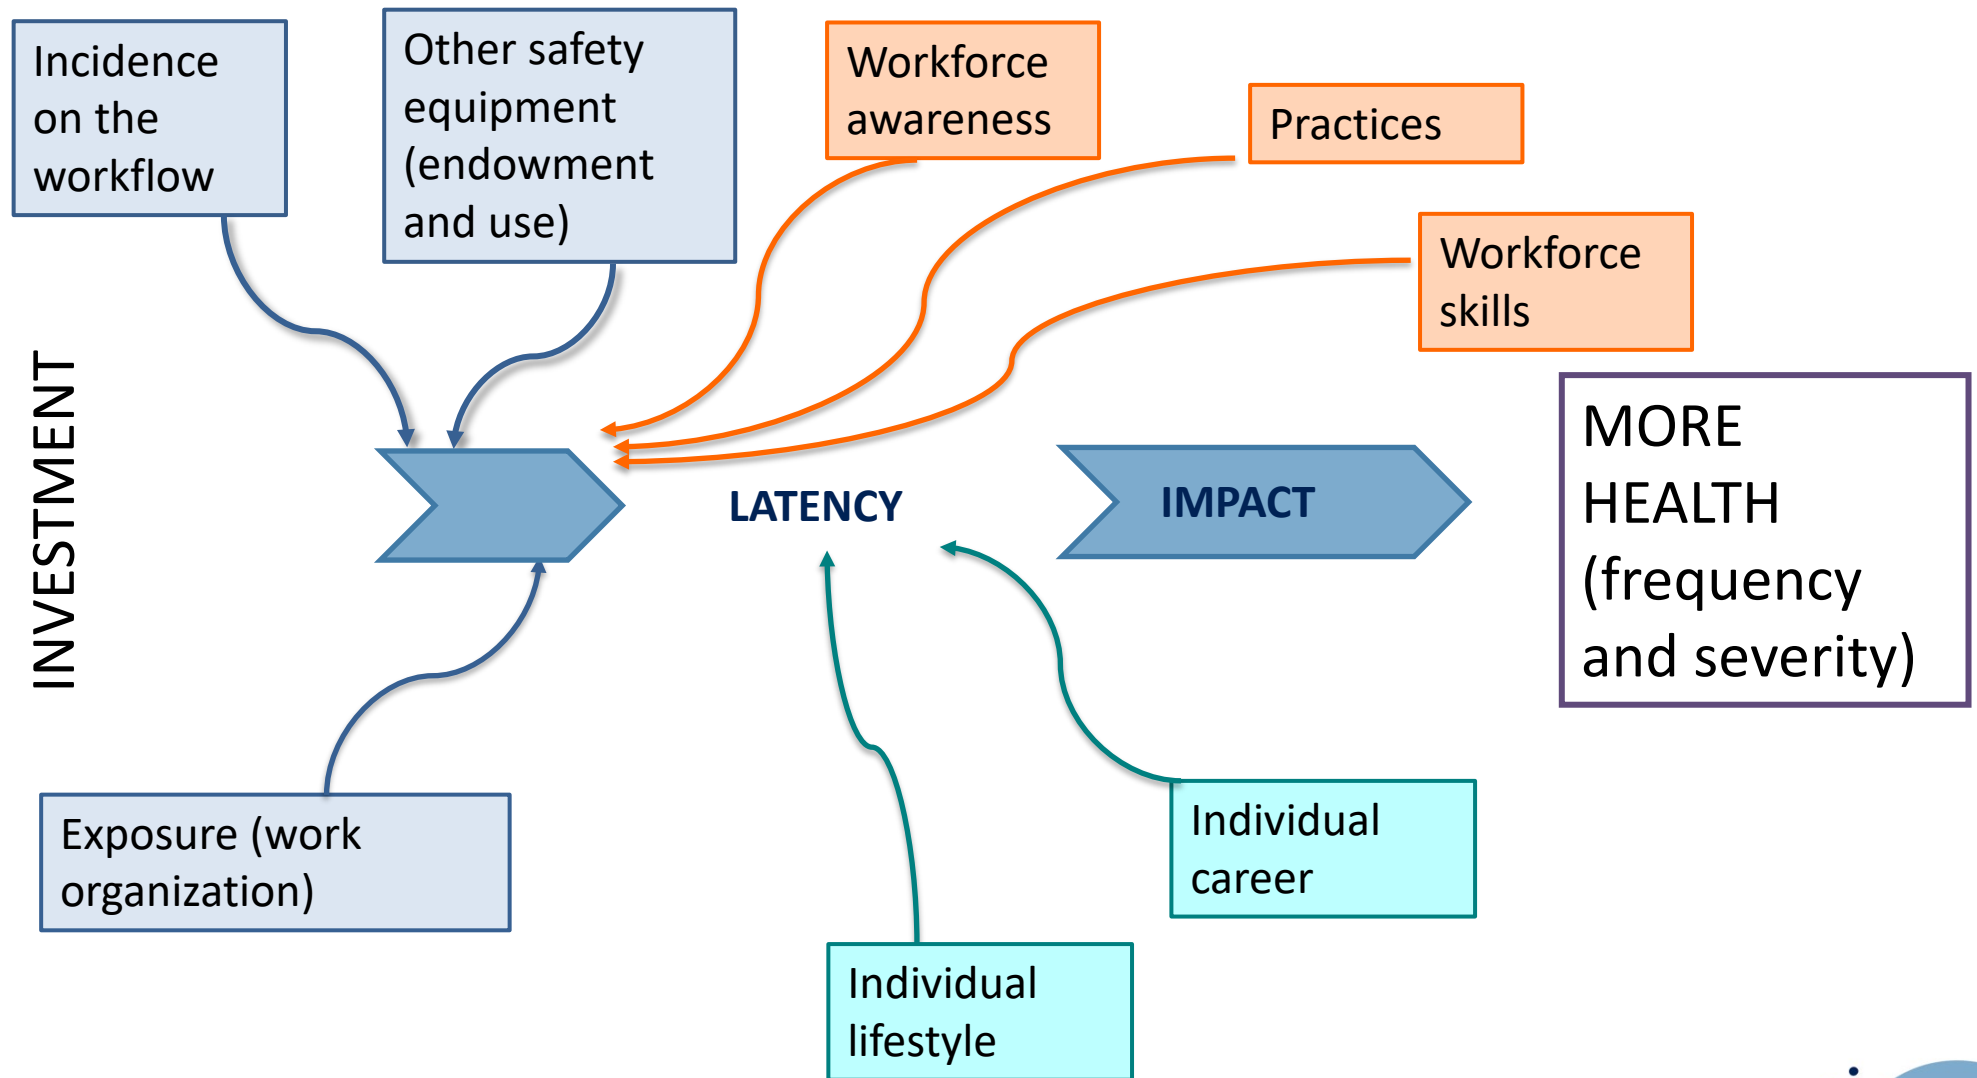 Incidence
on the
workflow
Other safety
equipment
(endowment
and use)
Workforce
awareness
Practices
Workforce
skills
INVESTMENT
LATENCY
IMPACT
MORE
HEALTH
(frequency
and severity)
Exposure (work
organization)
Individual
career
Individual
lifestyle